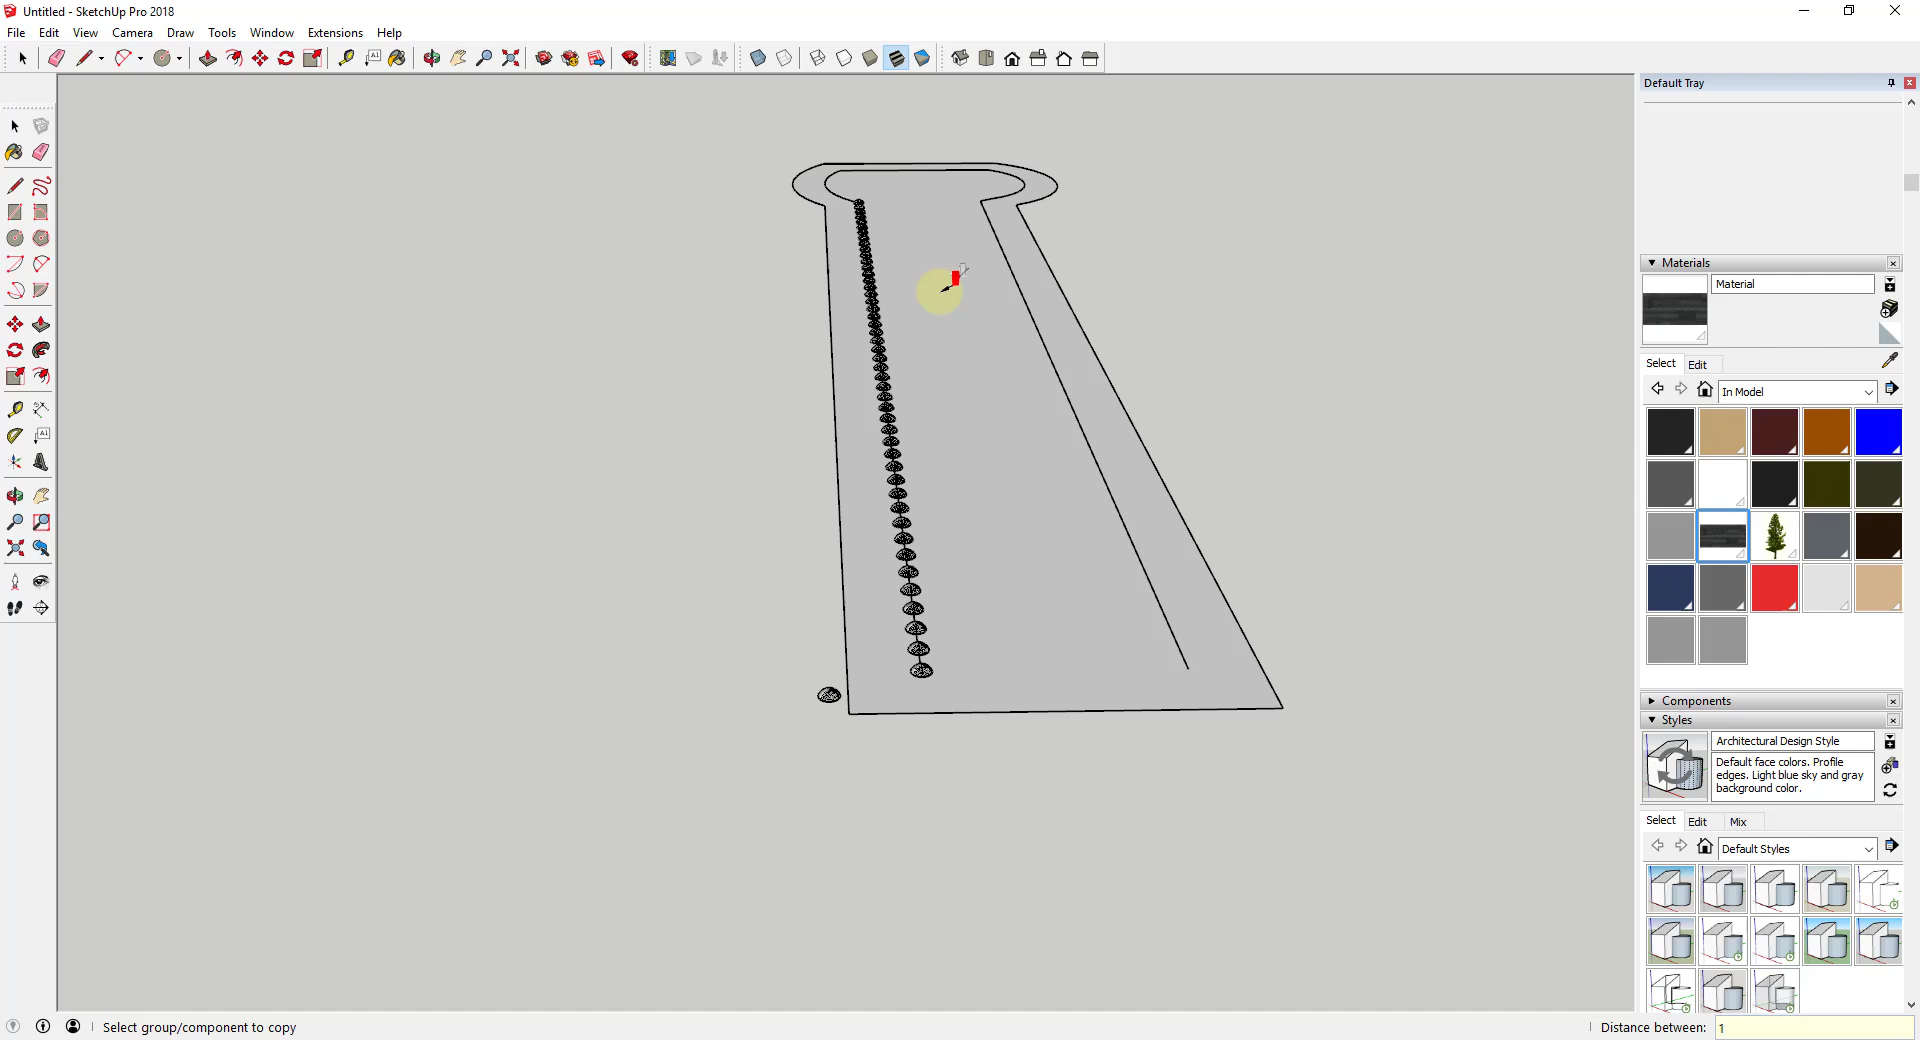 Untitled - SketchUp Pro 2018
File Edit View Camera Draw Tools Window Extensions Help
Default Tray
Materials
Material
Select Edit
In Model
Components
Styles
Architectural Design Style
Default face colors. Profile
edges. Light blue sky and gray
background color.
Select Edit Mix
Default Styles
Select group/component to copy
Distance between: 1